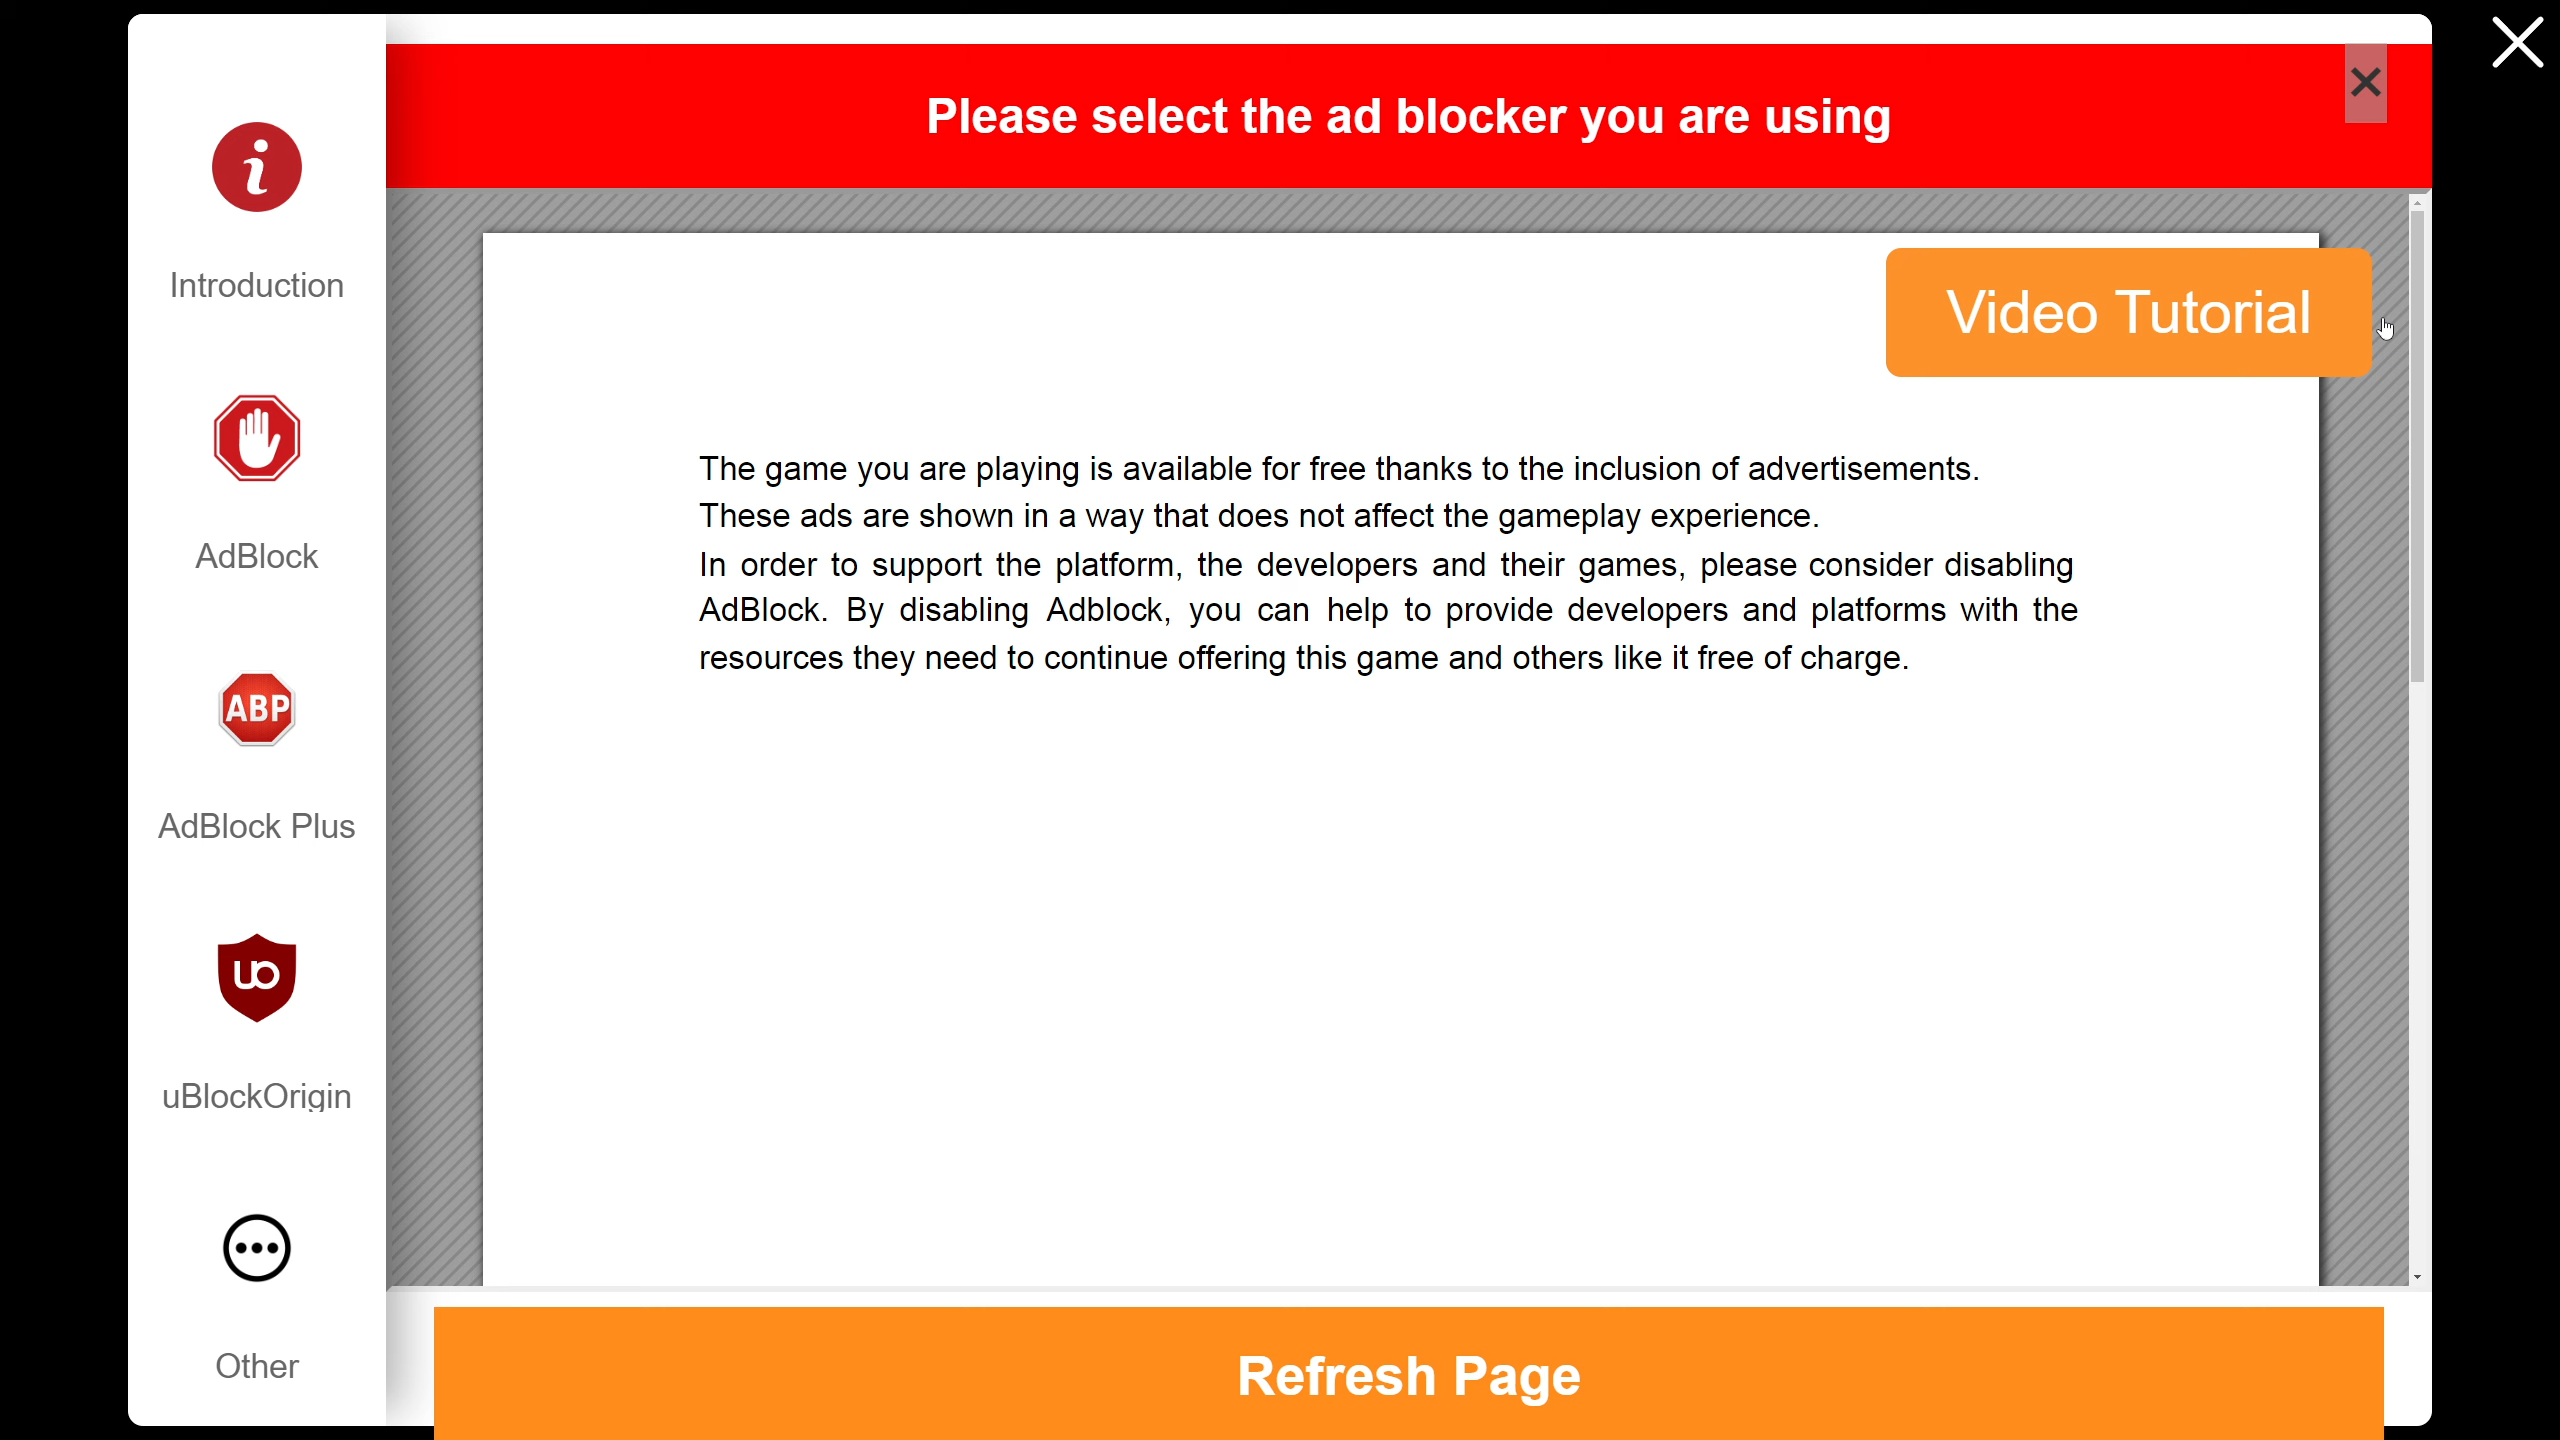 Please select the ad blocker you are using
Introduction
AdBlock
ABP
AdBlock Plus
uBlockOrigin
Other
Video Tutorial
The game you are playing is available for free thanks to the inclusion of advertisements.
These ads are shown in a way that does not affect the gameplay experience.
In order to support the platform, the developers and their games, please consider disabling
AdBlock. By disabling Adblock, you can help to provide developers and platforms with the
resources they need to continue offering this game and others like it free of charge.
Refresh Page